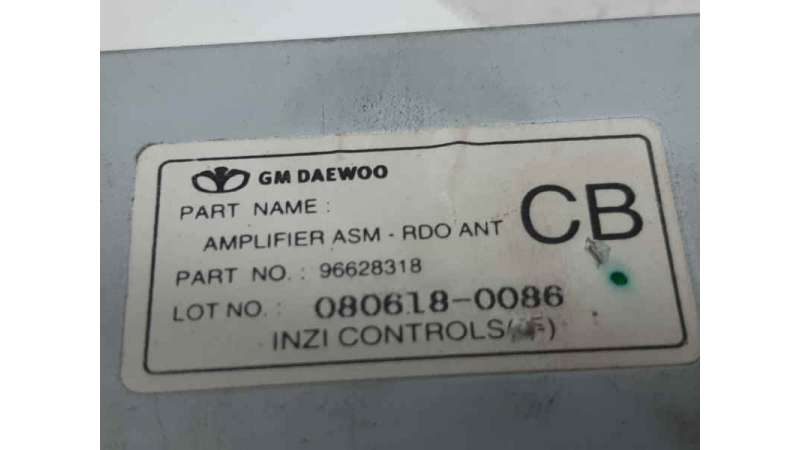 GM DAEWOO
PART NAME :
AMPLIFIER ASM - RDO ANT
CB
PART NO. : 96628318
LOT NO. : 080618-0086
INZI CONTROLS